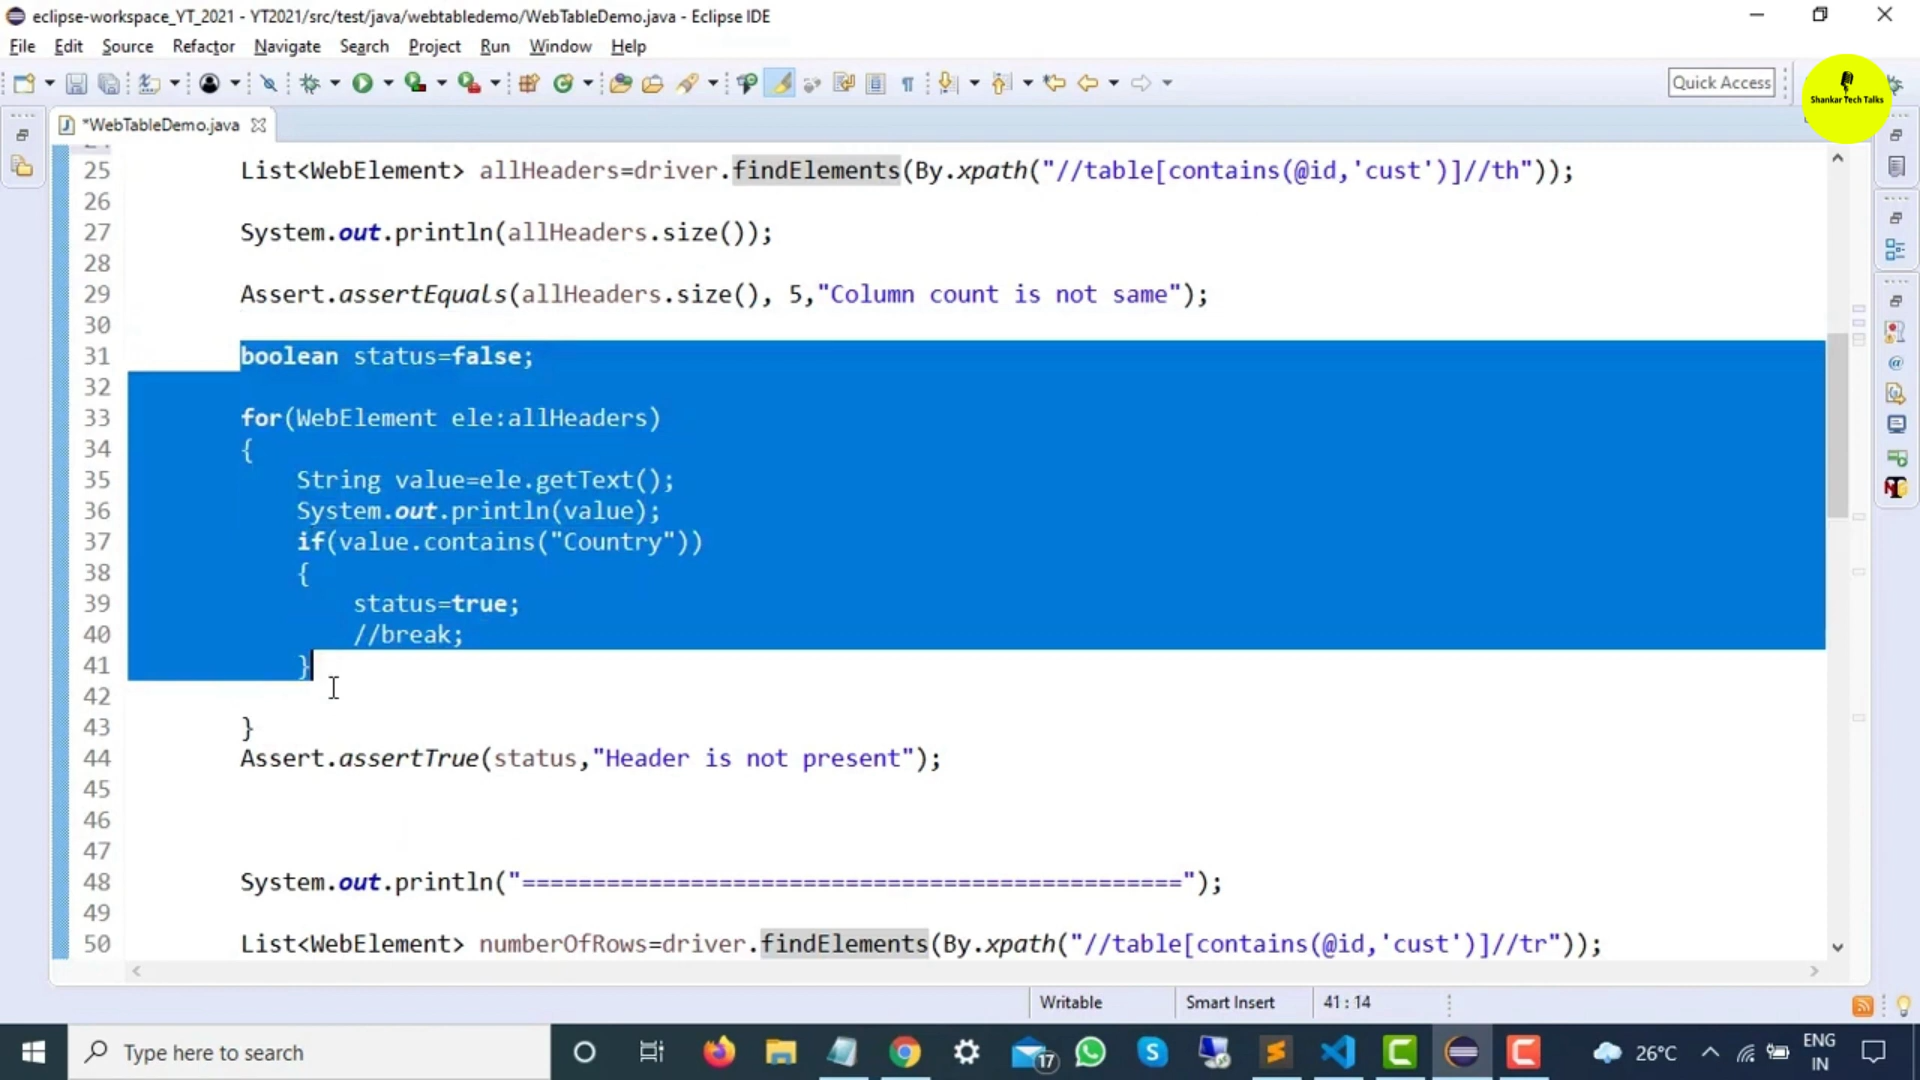 eclipse-workspace_YT_2021 - YT2021/src/test/java/webtabledemo/WebTableDemo.java - Eclipse IDE
File Edit Source Refactor Navigate Search Project Run Window Help
Quick Access
Shankar Tech Talks
*WebTableDemo.java
25 List<WebElement> allHeaders=driver.findElements(By.xpath("//table[contains(@id,'cust')]//th"));
26
27 System.out.println(allHeaders.size());
28
29 Assert.assertEquals(allHeaders.size(), 5,"Column count is not same");
30
31 boolean status=false;
32
33 for(WebElement ele:allHeaders)
34 {
35 String value=ele.getText();
36 System.out.println(value);
37 if(value.contains("Country"))
38 {
39 status=true;
40 //break;
41 }
42
43 }
44 Assert.assertTrue(status,"Header is not present");
45
46
47
48 System.out.println("===============================================");
49
50 List<WebElement> numberOfRows=driver.findElements(By.xpath("//table[contains(@id,'cust')]//tr"));
Writable Smart Insert 41 : 14
Type here to search
17
26°C
ENG
IN